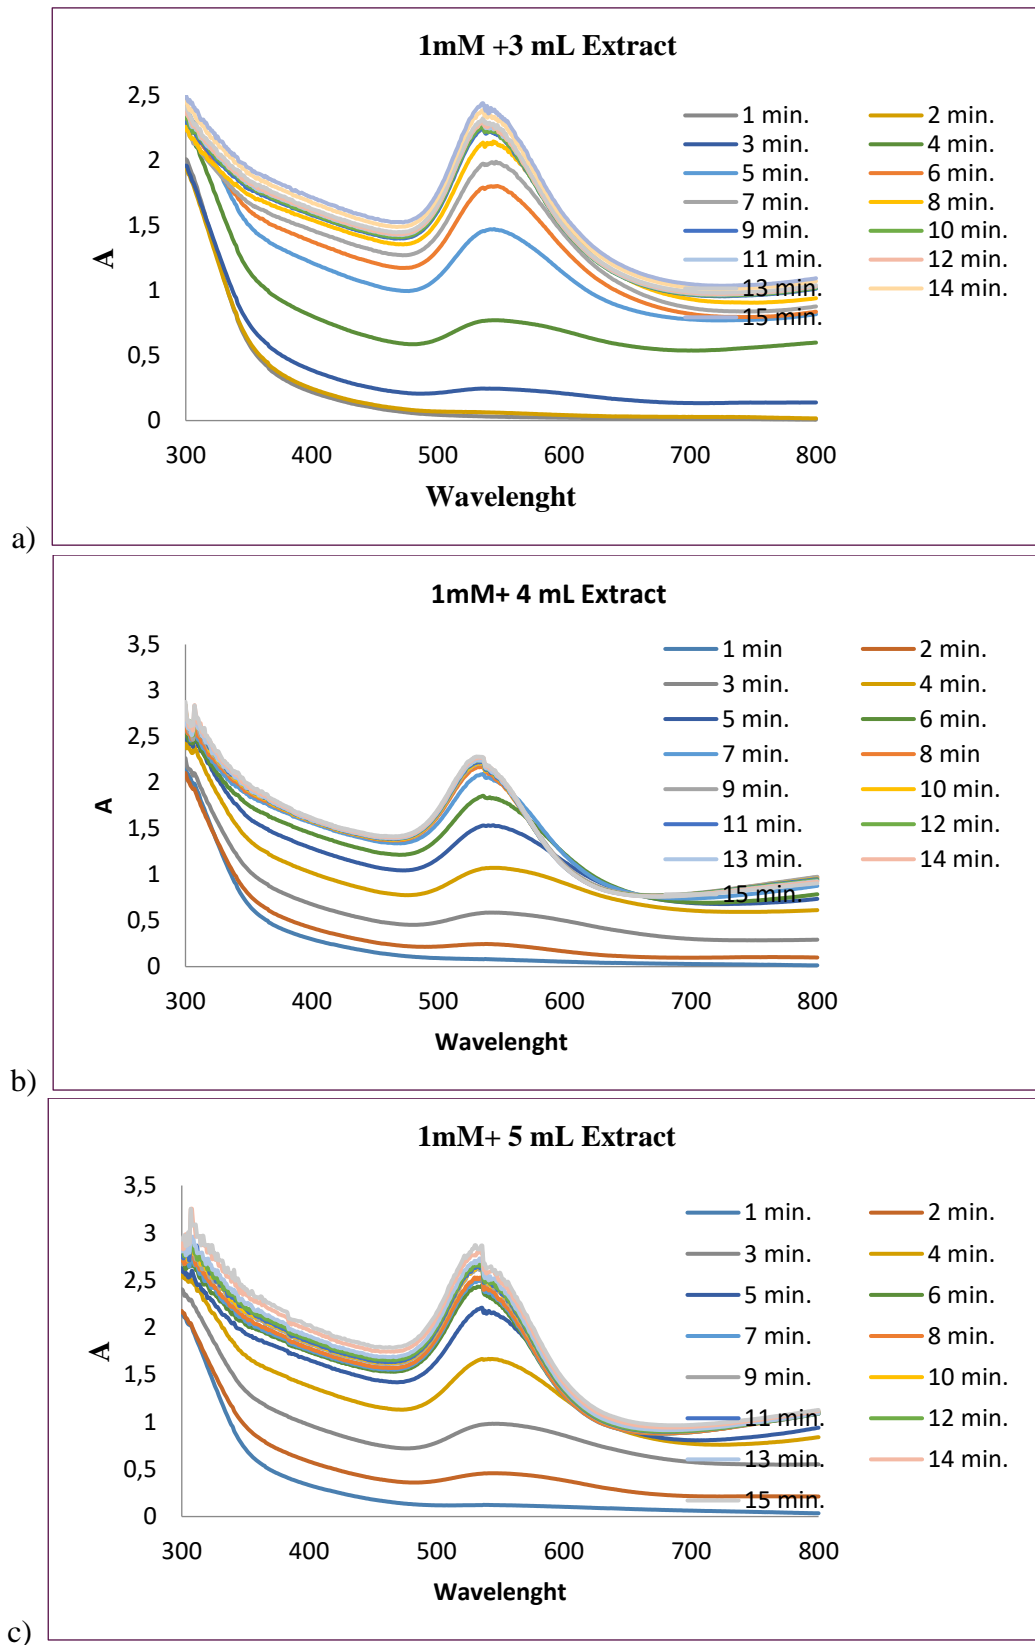 1mM +3 mL Extract
2,5
2
1,5
1
0,5
0
A
1 min. 2 min.
3 min. 4 min.
5 min. 6 min.
7 min. 8 min.
9 min. 10 min.
11 min. 12 min.
13 min. 14 min.
15 min.
300 400 500 600 700 800
Wavelenght
a)
1mM+ 4 mL Extract
3,5
3
2,5
2
1,5
1
0,5
0
A
1 min 2 min.
3 min. 4 min.
5 min. 6 min.
7 min. 8 min
9 min. 10 min.
11 min. 12 min.
13 min. 14 min.
15 min.
300 400 500 600 700 800
Wavelenght
b)
1mM+ 5 mL Extract
3,5
3
2,5
2
1,5
1
0,5
0
A
1 min. 2 min.
3 min. 4 min.
5 min. 6 min.
7 min. 8 min.
9 min. 10 min.
11 min. 12 min.
13 min. 14 min.
15 min.
300 400 500 600 700 800
Wavelenght
c)